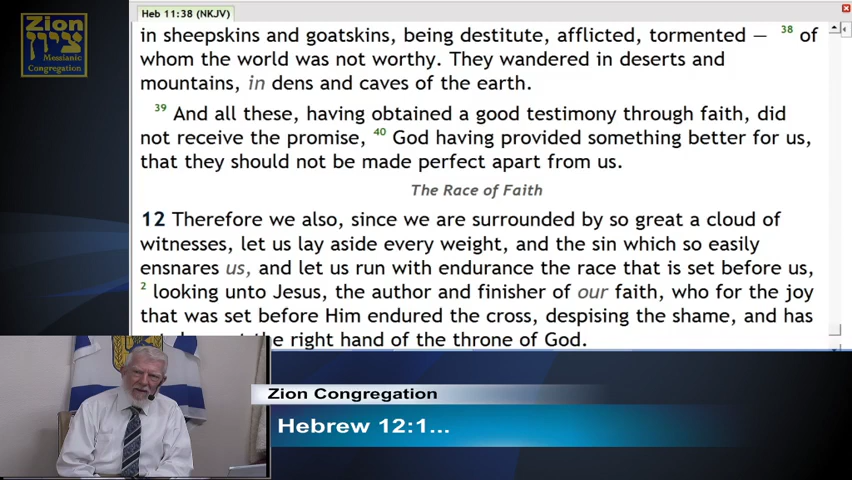 Zion
ציון
Messianic
Congregation
Heb 11:38 (NKJV)
in sheepskins and goatskins, being destitute, afflicted, tormented — 38 of
whom the world was not worthy. They wandered in deserts and
mountains, in dens and caves of the earth.
39 And all these, having obtained a good testimony through faith, did
not receive the promise, 40 God having provided something better for us,
that they should not be made perfect apart from us.
The Race of Faith
12 Therefore we also, since we are surrounded by so great a cloud of
witnesses, let us lay aside every weight, and the sin which so easily
ensnares us, and let us run with endurance the race that is set before us,
2 looking unto Jesus, the author and finisher of our faith, who for the joy
that was set before Him endured the cross, despising the shame, and has
the right hand of the throne of God.
Zion Congregation
Hebrew 12:1...